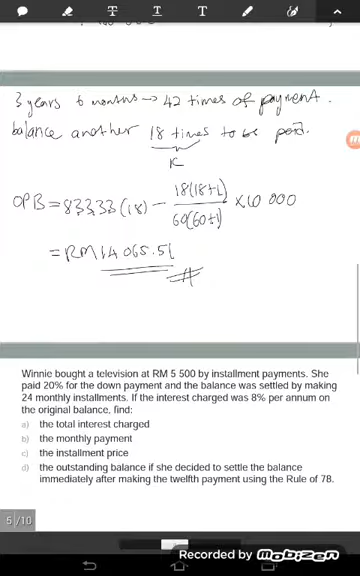 3 years 6 months → 42 times of payment.
balance another 18 times to be paid.
K
OPB = 833.33 (18) - 18(18+1) / 60(60+1) × 10 000
= RM 14 065.51
#
Winnie bought a television at RM 5 500 by installment payments. She
paid 20% for the down payment and the balance was settled by making
24 monthly installments. If the interest charged was 8% per annum on
the original balance, find:
a) the total interest charged
b) the monthly payment
c) the installment price
d) the outstanding balance if she decided to settle the balance
immediately after making the twelfth payment using the Rule of 78.
5 /10
Recorded by Mobizen